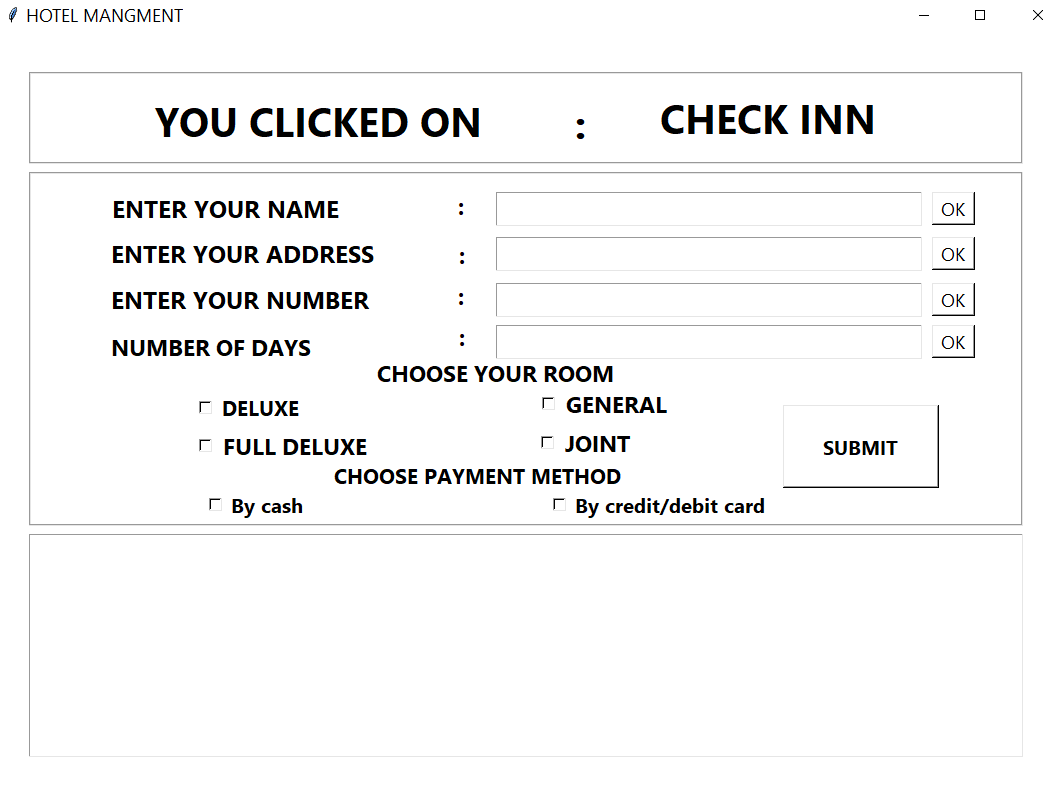 HOTEL MANGMENT
YOU CLICKED ON : CHECK INN
ENTER YOUR NAME : OK
ENTER YOUR ADDRESS : OK
ENTER YOUR NUMBER : OK
NUMBER OF DAYS : OK
CHOOSE YOUR ROOM
DELUXE GENERAL
FULL DELUXE JOINT SUBMIT
CHOOSE PAYMENT METHOD
By cash By credit/debit card